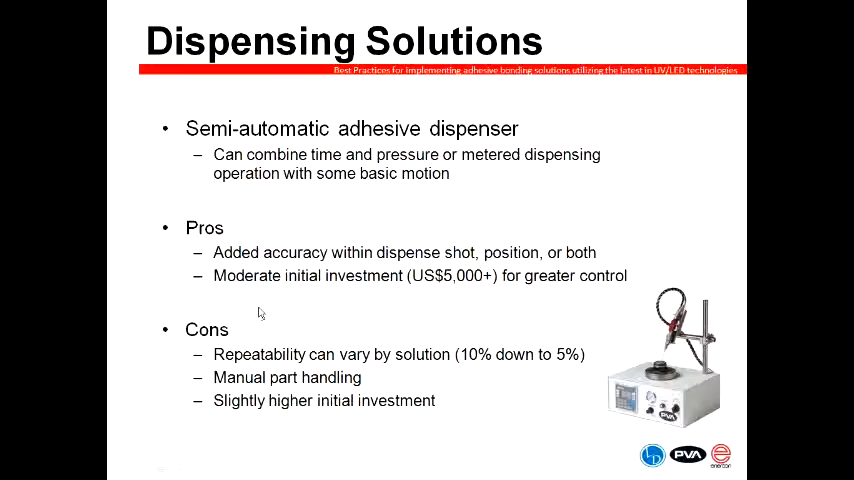 Dispensing Solutions
Best Practices for implementing adhesive bonding solutions utilizing the latest in UV/LED technologies
• Semi-automatic adhesive dispenser
– Can combine time and pressure or metered dispensing
operation with some basic motion
• Pros
– Added accuracy within dispense shot, position, or both
– Moderate initial investment (US$5,000+) for greater control
• Cons
– Repeatability can vary by solution (10% down to 5%)
– Manual part handling
– Slightly higher initial investment
PVA
LD PVA e
enercon